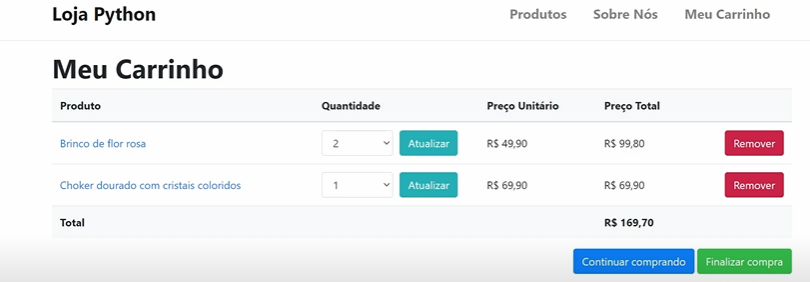 Loja Python Produtos Sobre Nós Meu Carrinho
Meu Carrinho
Produto Quantidade Preço Unitário Preço Total
Brinco de flor rosa 2 Atualizar R$ 49,90 R$ 99,80 Remover
Choker dourado com cristais coloridos 1 Atualizar R$ 69,90 R$ 69,90 Remover
Total R$ 169,70
Continuar comprando Finalizar compra